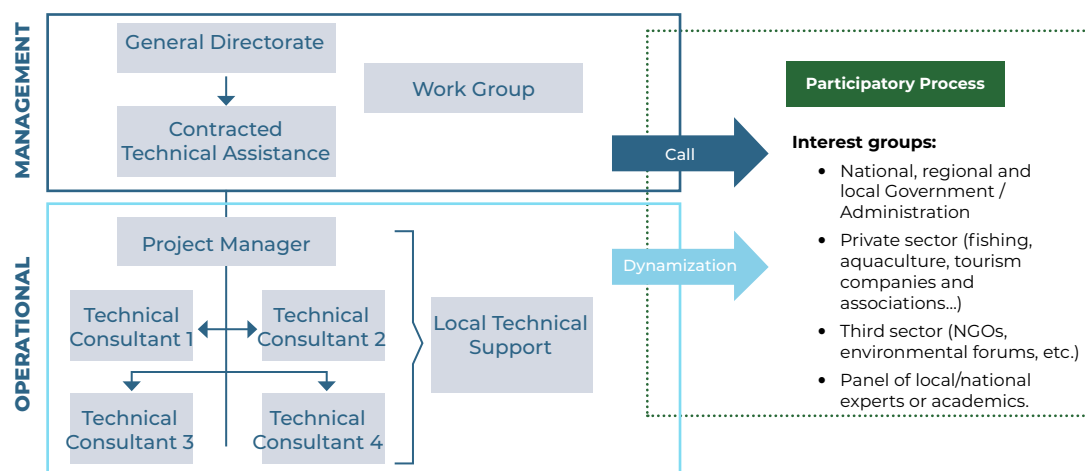 MANAGEMENT
General Directorate
Work Group
Contracted
Technical Assistance
OPERATIONAL
Project Manager
Technical
Consultant 1
Technical
Consultant 2
Technical
Consultant 3
Technical
Consultant 4
Local Technical
Support
Call
Dynamization
Participatory Process
Interest groups:
• National, regional and
local Government /
Administration
• Private sector (fishing,
aquaculture, tourism
companies and
associations...)
• Third sector (NGOs,
environmental forums, etc.)
• Panel of local/national
experts or academics.